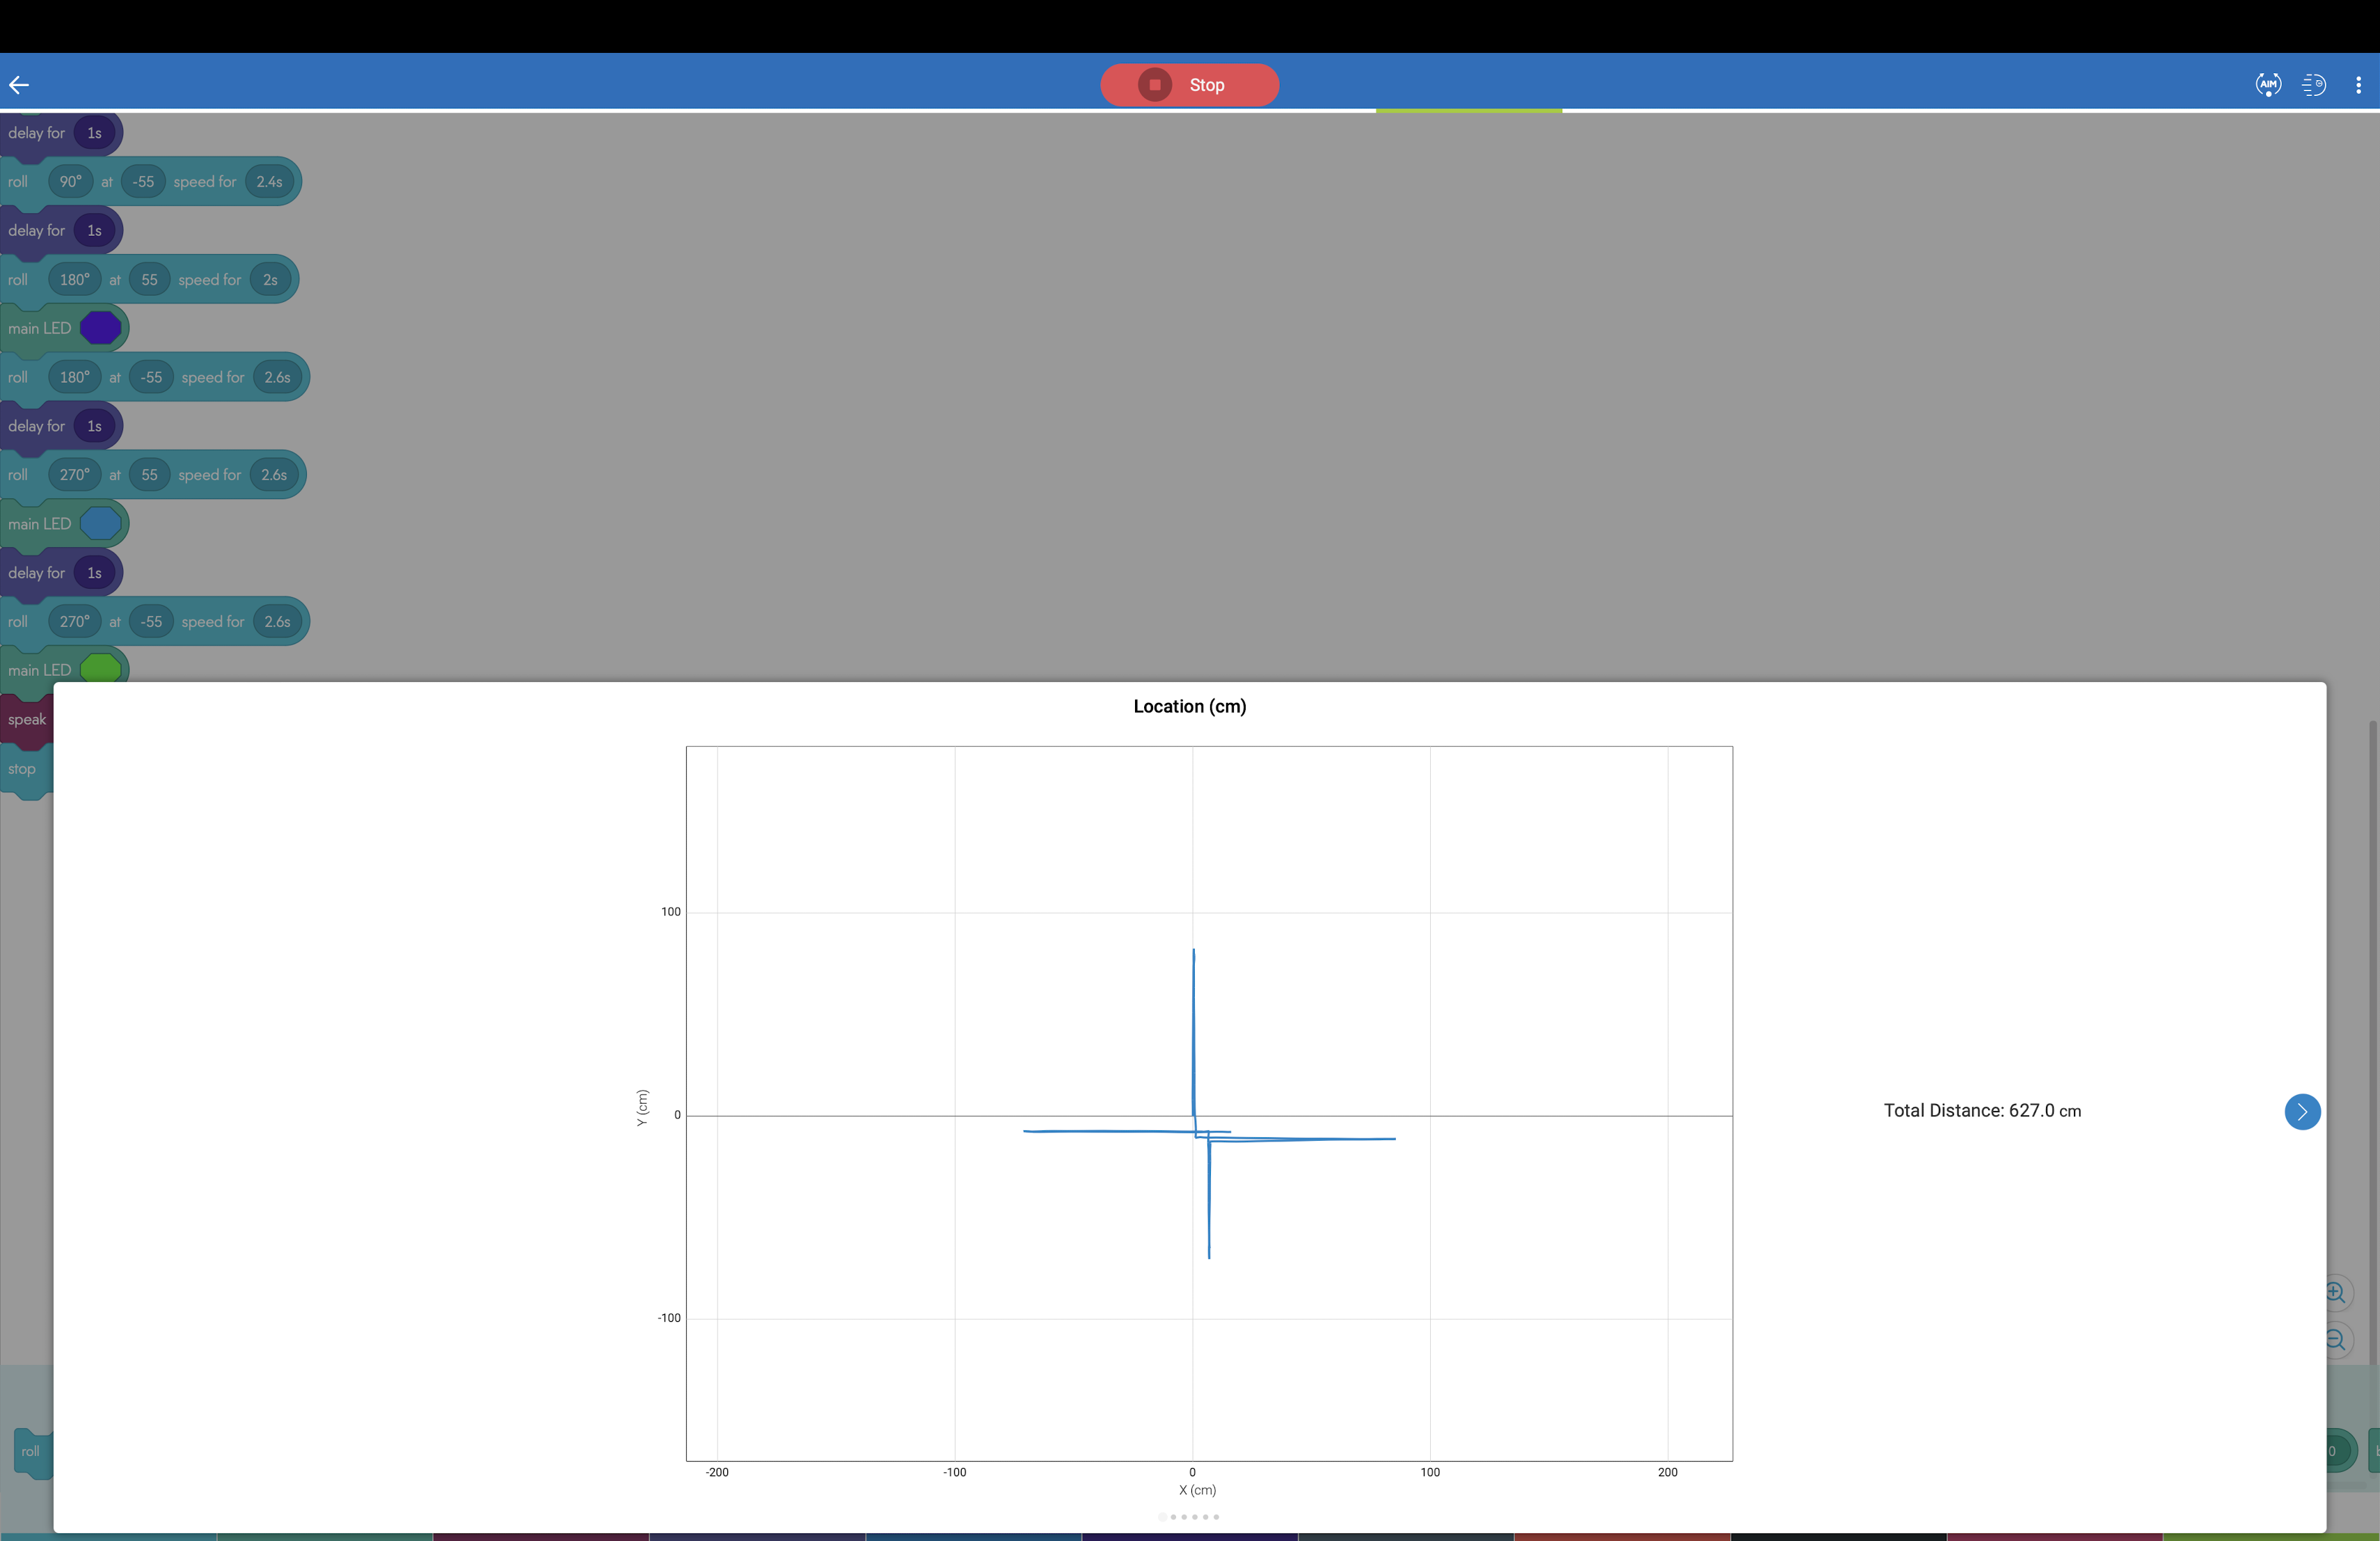 Stop
AIM
delay for 1s
roll 90° at -55 speed for 2.4s
delay for 1s
roll 180° at 55 speed for 2s
main LED
roll 180° at -55 speed for 2.6s
delay for 1s
roll 270° at 55 speed for 2.6s
main LED
delay for 1s
roll 270° at -55 speed for 2.6s
main LED
speak
stop
Location (cm)
100
0
-100
Y (cm)
-200 -100 0 100 200
X (cm)
Total Distance: 627.0 cm
roll
0